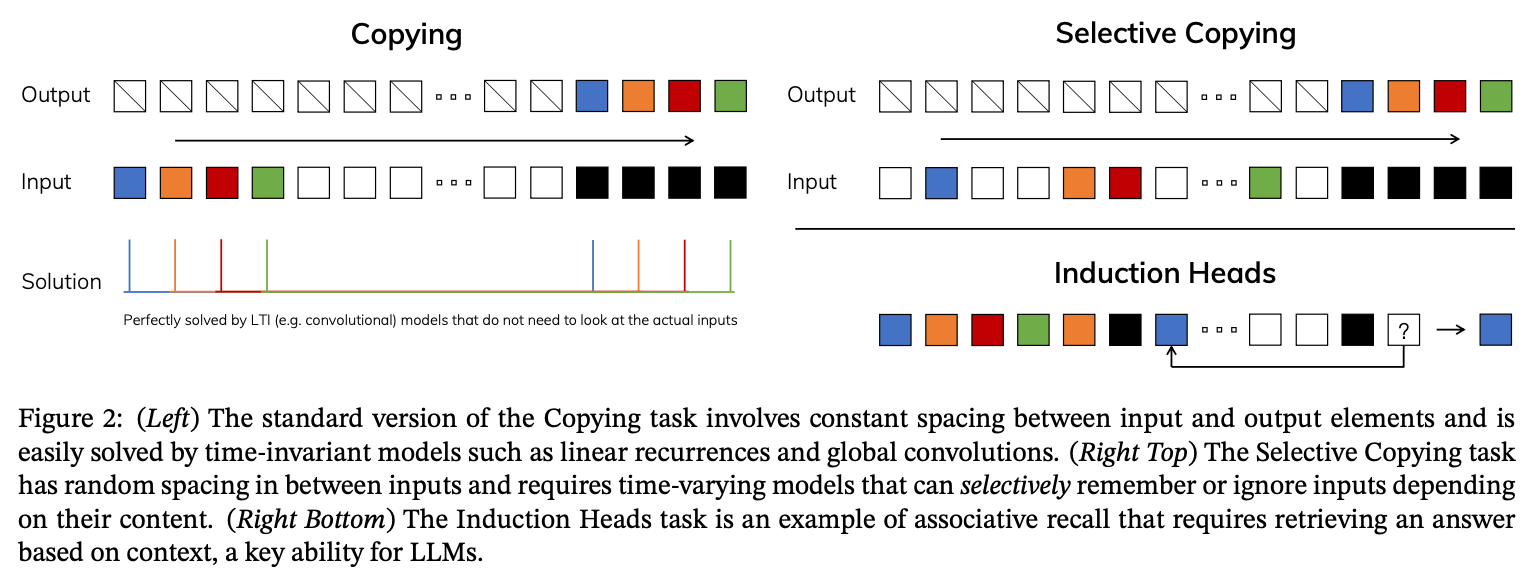 Copying
Output
Input
Solution
Perfectly solved by LTI (e.g. convolutional) models that do not need to look at the actual inputs
Selective Copying
Output
Input
Induction Heads
?
Figure 2: (Left) The standard version of the Copying task involves constant spacing between input and output elements and is
easily solved by time-invariant models such as linear recurrences and global convolutions. (Right Top) The Selective Copying task
has random spacing in between inputs and requires time-varying models that can selectively remember or ignore inputs depending
on their content. (Right Bottom) The Induction Heads task is an example of associative recall that requires retrieving an answer
based on context, a key ability for LLMs.